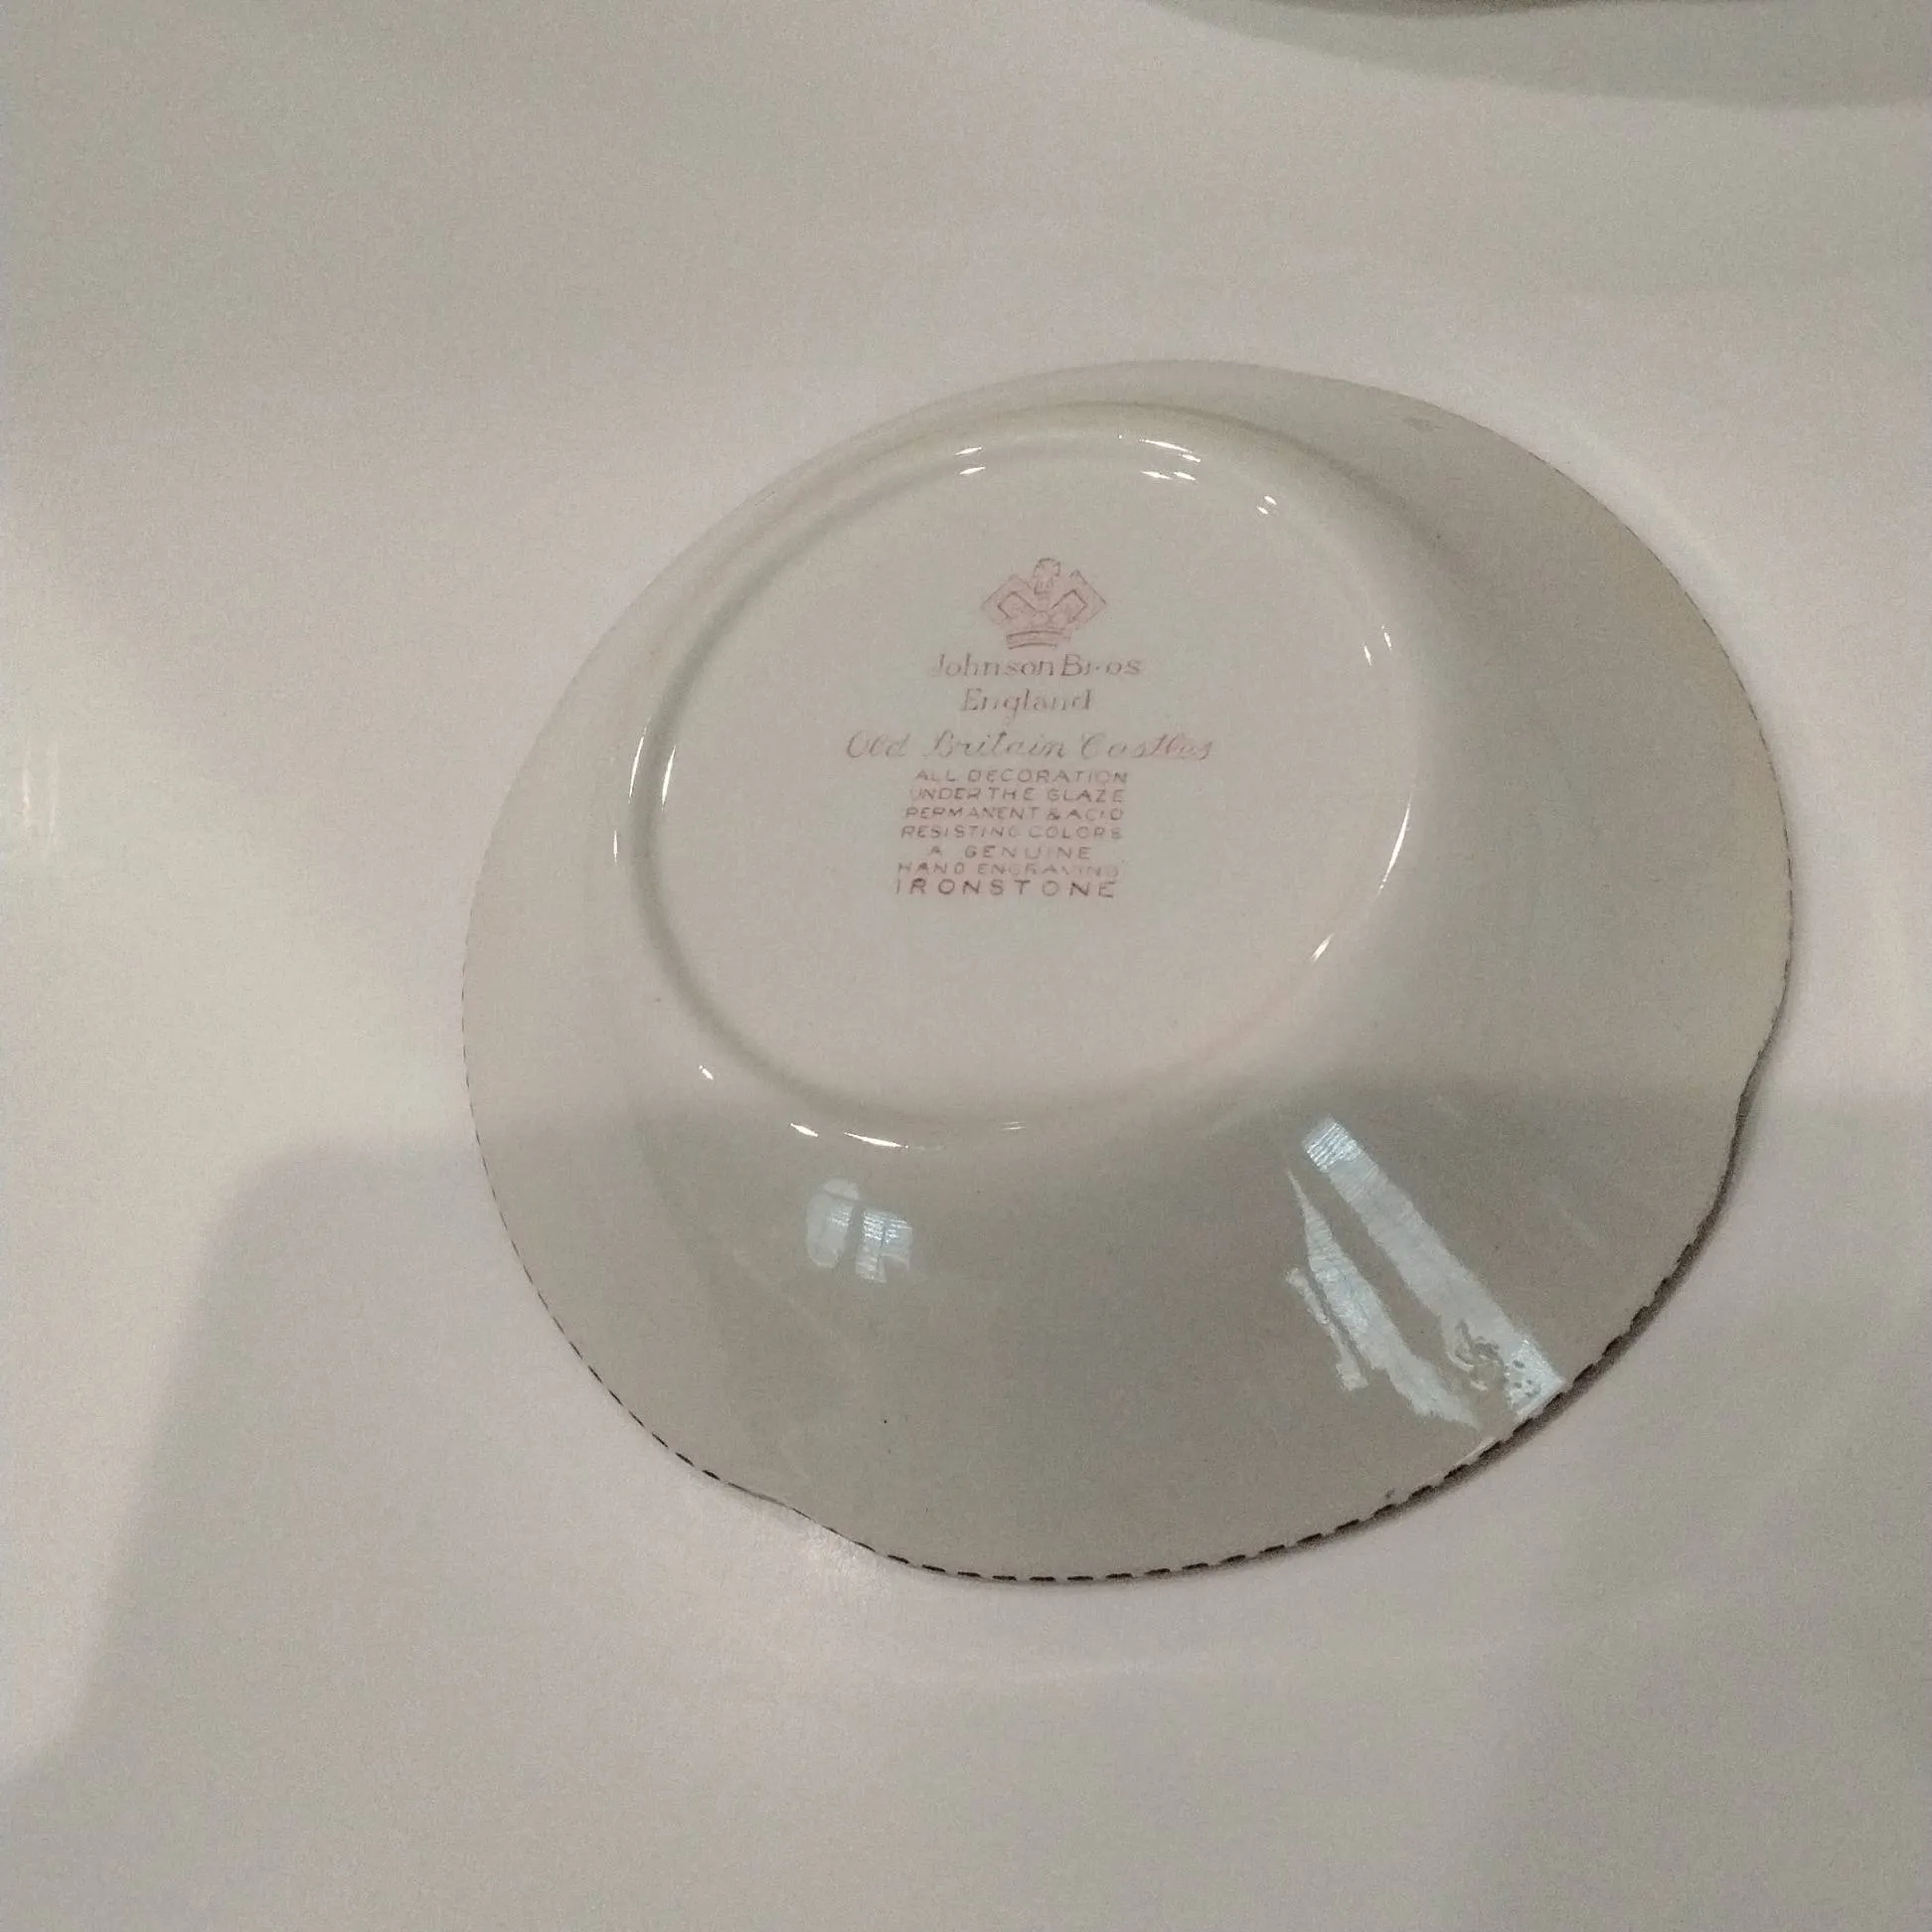 Johnson Bros
England
Old Britain Castles
ALL DECORATION
UNDER THE GLAZE
PERMANENT & ACID
RESISTING COLORS
A GENUINE
HAND ENGRAVING
IRONSTONE